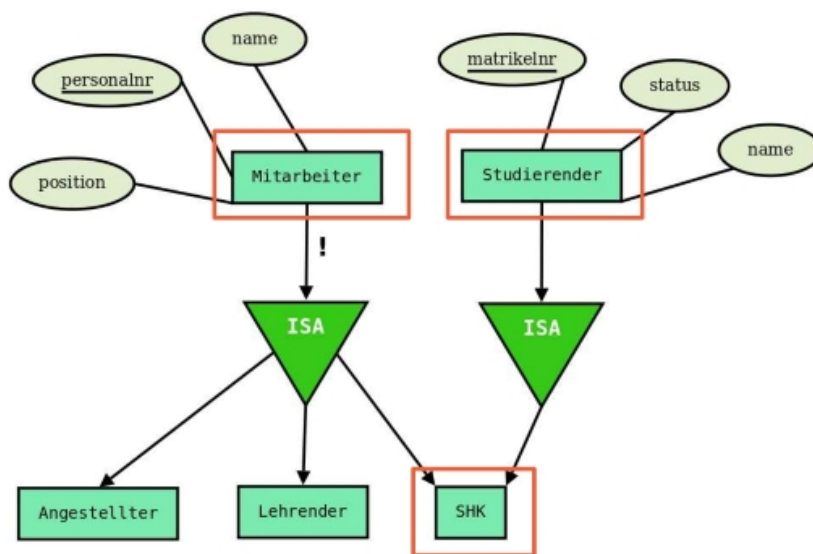 name
personalnr
position
Mitarbeiter
!
matrikelnr
status
name
Studierender
ISA
ISA
Angestellter
Lehrender
SHK